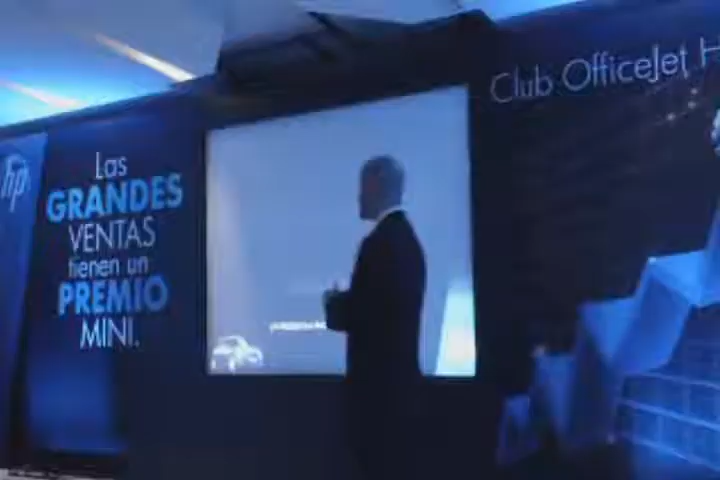 hp
Las
GRANDES
VENTAS
tienen un
PREMIO
MINI.
Club OfficeJet H